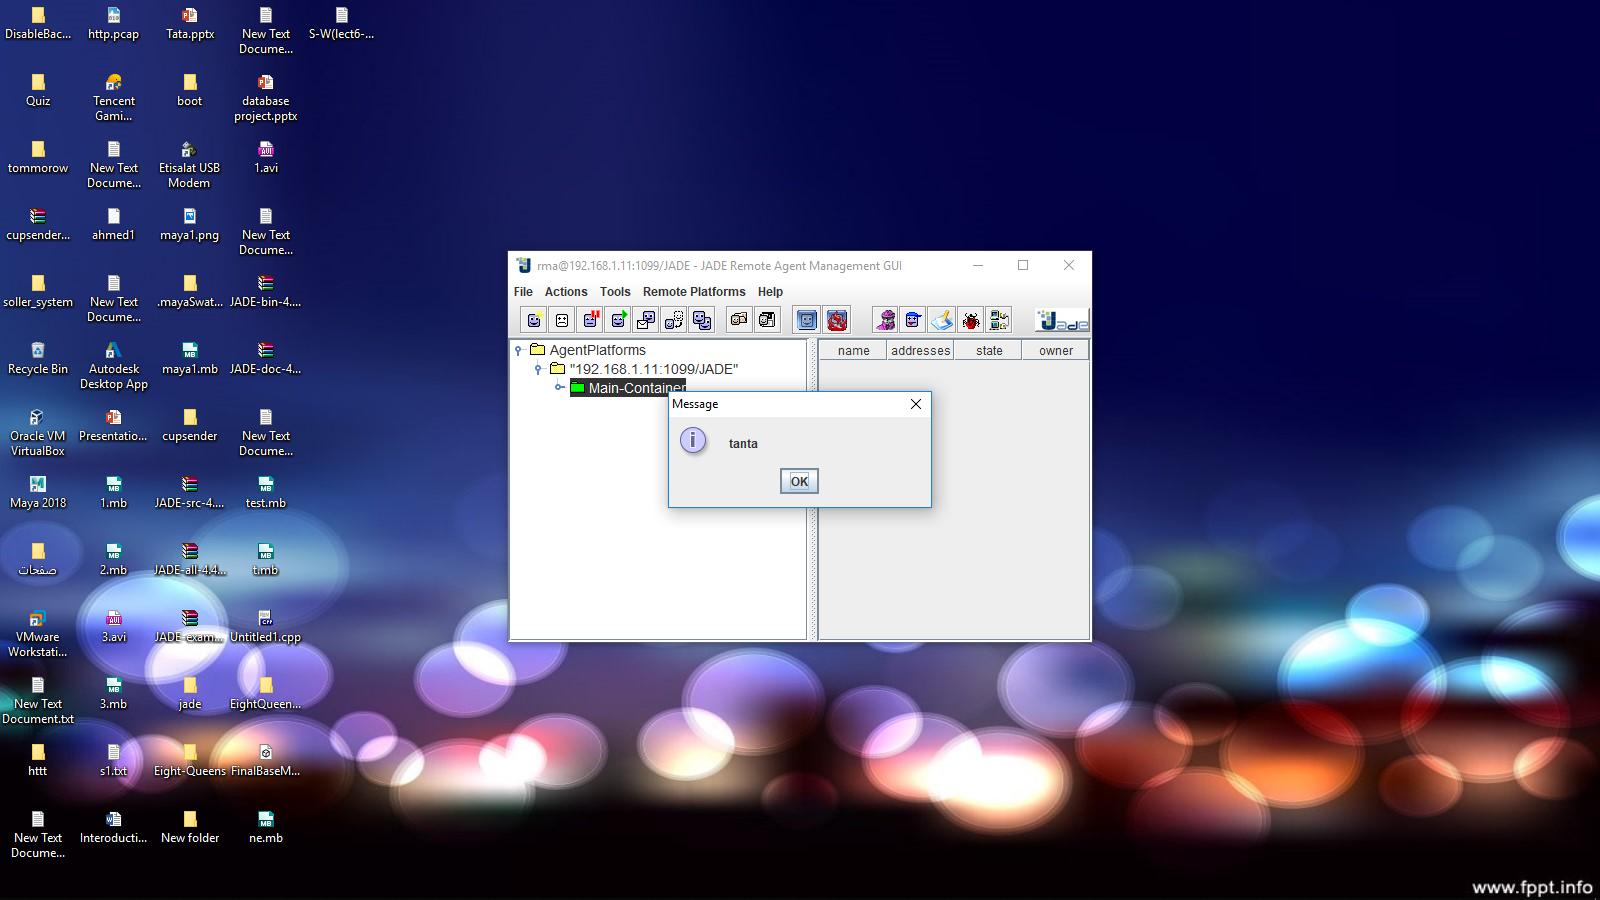 DisableBac...
http.pcap
Tata.pptx
New Text
Docume...
S-W(lect6-...
Quiz
Tencent
Gami...
boot
database
project.pptx
tommorow
New Text
Docume...
Etisalat USB
Modem
1.avi
cupsender...
ahmed1
maya1.png
New Text
Docume...
soller_system
New Text
Docume...
.mayaSwat...
JADE-bin-4....
Recycle Bin
Autodesk
Desktop App
maya1.mb
JADE-doc-4...
Oracle VM
VirtualBox
Presentatio...
cupsender
New Text
Docume...
Maya 2018
1.mb
JADE-src-4....
test.mb
صفحات
2.mb
JADE-all-4.4...
t.mb
VMware
Workstati...
3.avi
JADE-exam...
Untitled1.cpp
New Text
Document.txt
3.mb
jade
EightQueen...
httt
s1.txt
Eight-Queens
FinalBaseM...
New Text
Docume...
Interoducti...
New folder
ne.mb
rma@192.168.1.11:1099/JADE - JADE Remote Agent Management GUI
File Actions Tools Remote Platforms Help
Jade
AgentPlatforms
"192.168.1.11:1099/JADE"
Main-Container
name addresses state owner
Message
tanta
OK
www.fppt.info